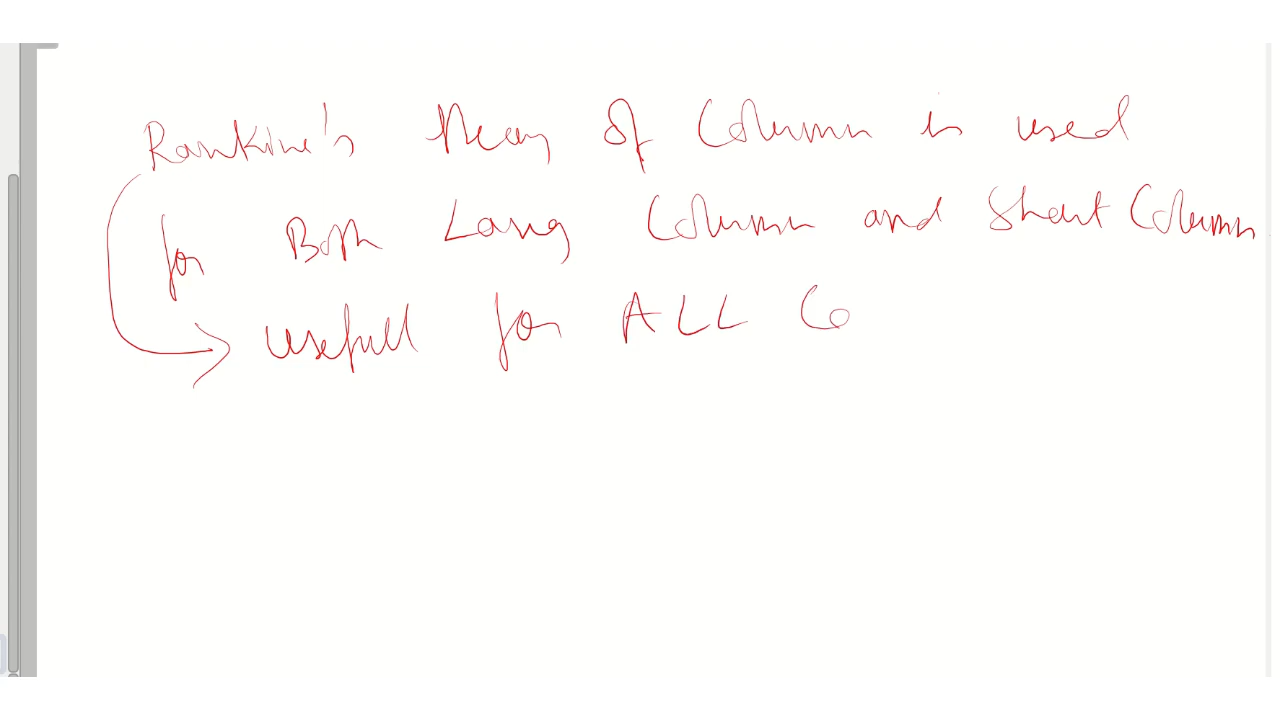 Rankine's theory of Column is used
for Both Long Column and Short Column
usefull for ALL Co